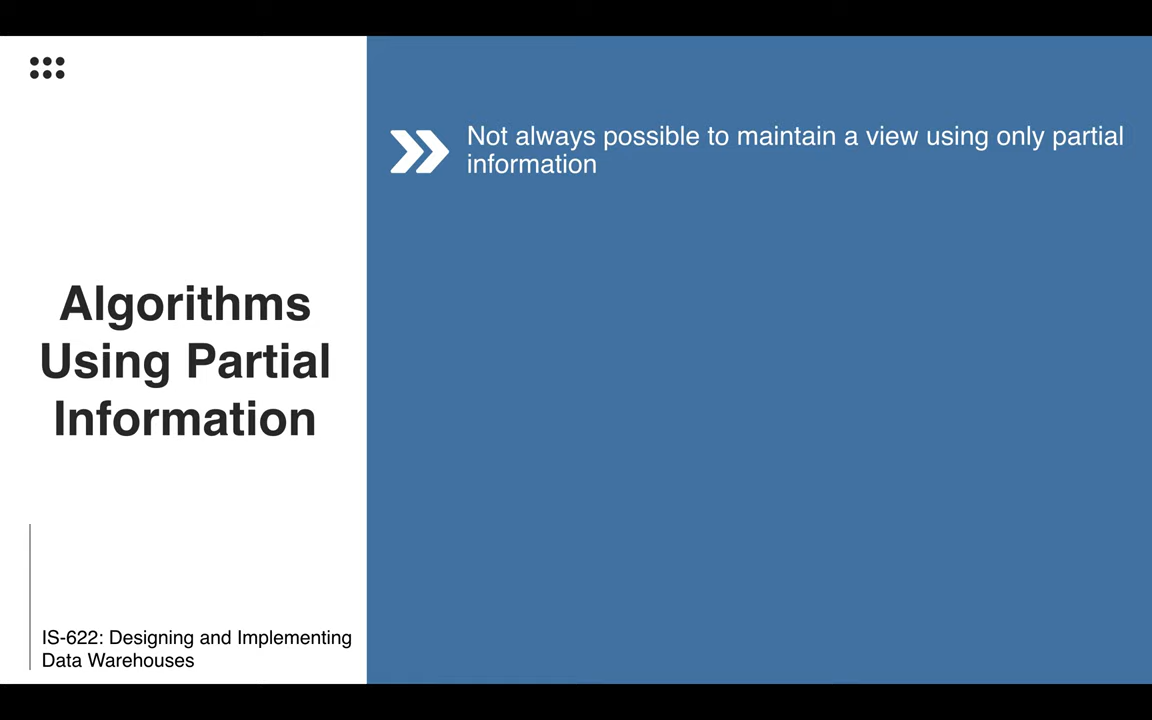 Not always possible to maintain a view using only partial
information
Algorithms
Using Partial
Information
IS-622: Designing and Implementing
Data Warehouses